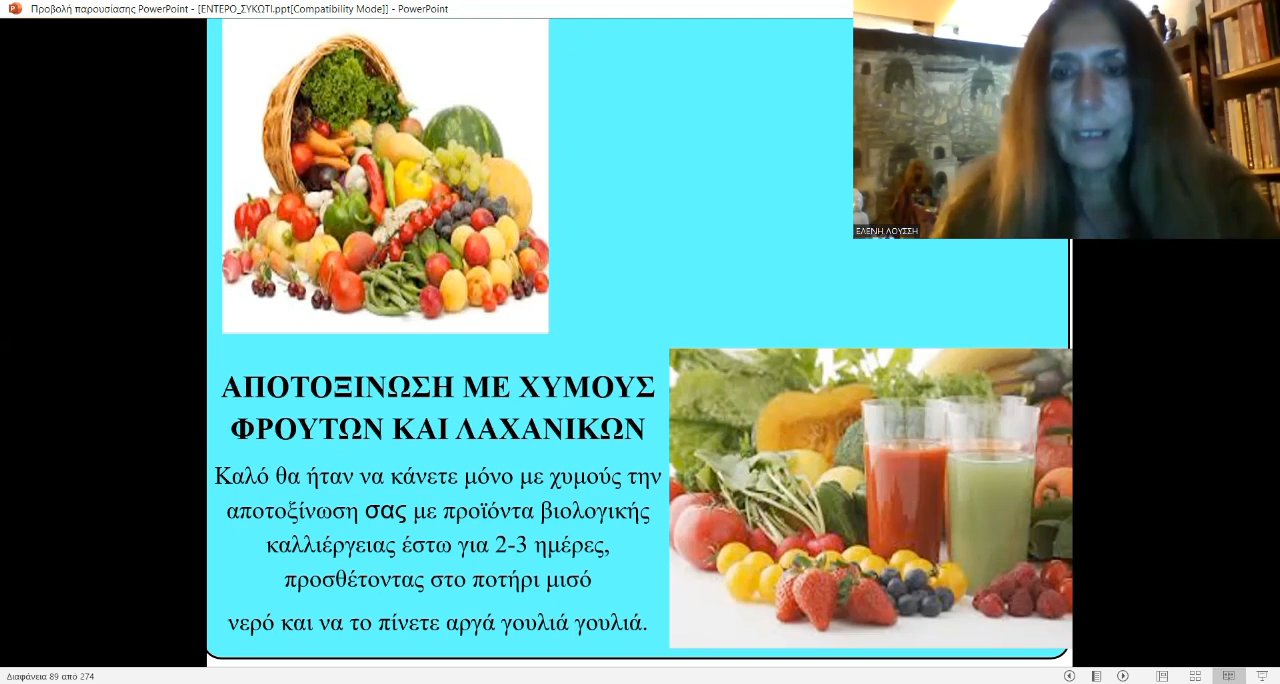 Προβολή παρουσίασης PowerPoint - [ΕΝΤΕΡΟ_ΣΥΚΩΤΙ.ppt[Compatibility Mode]] - PowerPoint
ΕΛΕΝΗ ΛΟΥΣΣΗ
ΑΠΟΤΟΞΙΝΩΣΗ ΜΕ ΧΥΜΟΥΣ
ΦΡΟΥΤΩΝ ΚΑΙ ΛΑΧΑΝΙΚΩΝ
Καλό θα ήταν να κάνετε μόνο με χυμούς την
αποτοξίνωση σας με προϊόντα βιολογικής
καλλιέργειας έστω για 2-3 ημέρες,
προσθέτοντας στο ποτήρι μισό
νερό και να το πίνετε αργά γουλιά γουλιά.
Διαφάνεια 89 από 274